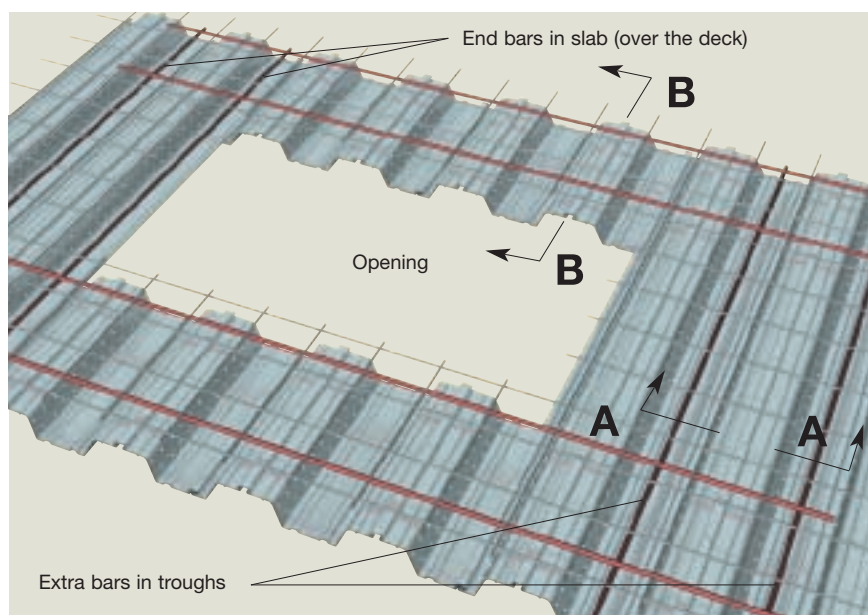 End bars in slab (over the deck)
B
B
Opening
A
A
Extra bars in troughs